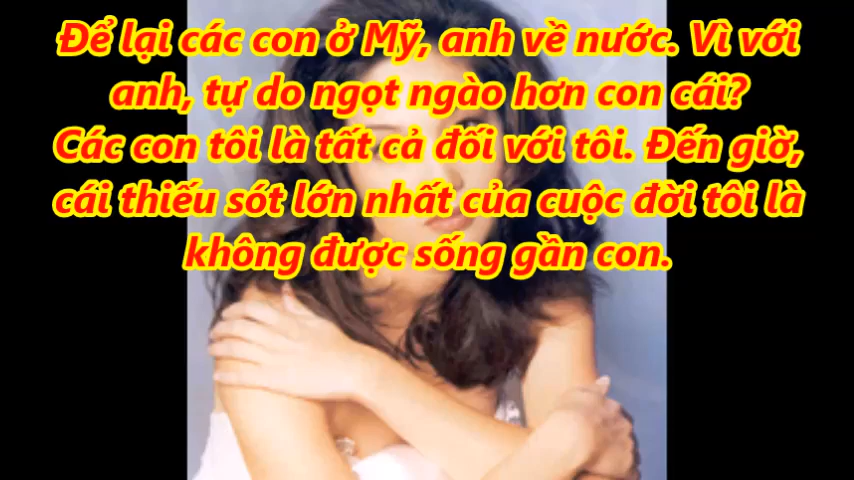 Để lại các con ở Mỹ, anh về nước. Vì với
anh, tự do ngọt ngào hơn con cái?
Các con tôi là tất cả đối với tôi. Đến giờ,
cái thiếu sót lớn nhất của cuộc đời tôi là
không được sống gần con.